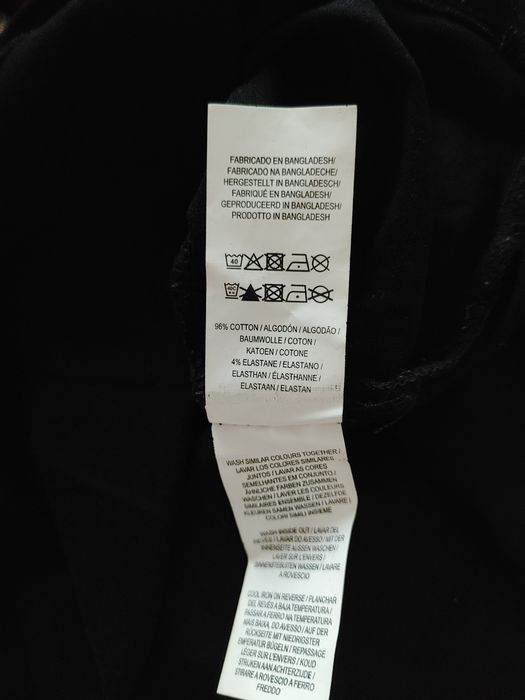 FABRICADO EN BANGLADESH/
FABRICADO NA BANGLADECHE/
HERGESTELLT IN BANGLADESCH/
FABRIQUÉ EN BANGLADESH/
GEPRODUCEERD IN BANGLADESH/
PRODOTTO IN BANGLADESH
40
40C
96% COTTON / ALGODÓN / ALGODÃO /
BAUMWOLLE / COTON /
KATOEN / COTONE
4% ELASTANE / ELASTANO /
ELASTHAN / ÉLASTHANNE /
ELASTAAN / ELASTAN
WASH SIMILAR COLOURS TOGETHER /
LAVAR LOS COLORES SIMILARES
JUNTOS / LAVAR AS CORES
SEMELHANTES EM CONJUNTO /
ÄHNLICHE FARBEN ZUSAMMEN
WASCHEN / LAVER LES COULEURS
SIMILAIRES ENSEMBLE / DEZELFDE
KLEUREN SAMEN WASSEN / LAVARE I
COLORI SIMILI INSIEME
WASH INSIDE OUT / LAVAR DEL
REVÉS / LAVAR DO AVESSO / MIT DER
INNENSEITE AUSSEN WASCHEN /
LAVER SUR L'ENVERS /
BINNENSTEBUITEN WASSEN / LAVARE
A ROVESCIO
COOL IRON ON REVERSE / PLANCHAR
DEL REVÉS A BAJA TEMPERATURA /
PASSAR A FERRO NA TEMPERATURA
MAIS BAIXA, DO AVESSO / AUF DER
RÜCKSEITE MIT NIEDRIGSTER
TEMPERATUR BÜGELN / REPASSAGE
LÉGER SUR L'ENVERS / KOUD
STRIJKEN AAN ACHTERZIJDE /
STIRARE A ROVESCIO A FERRO
FREDDO